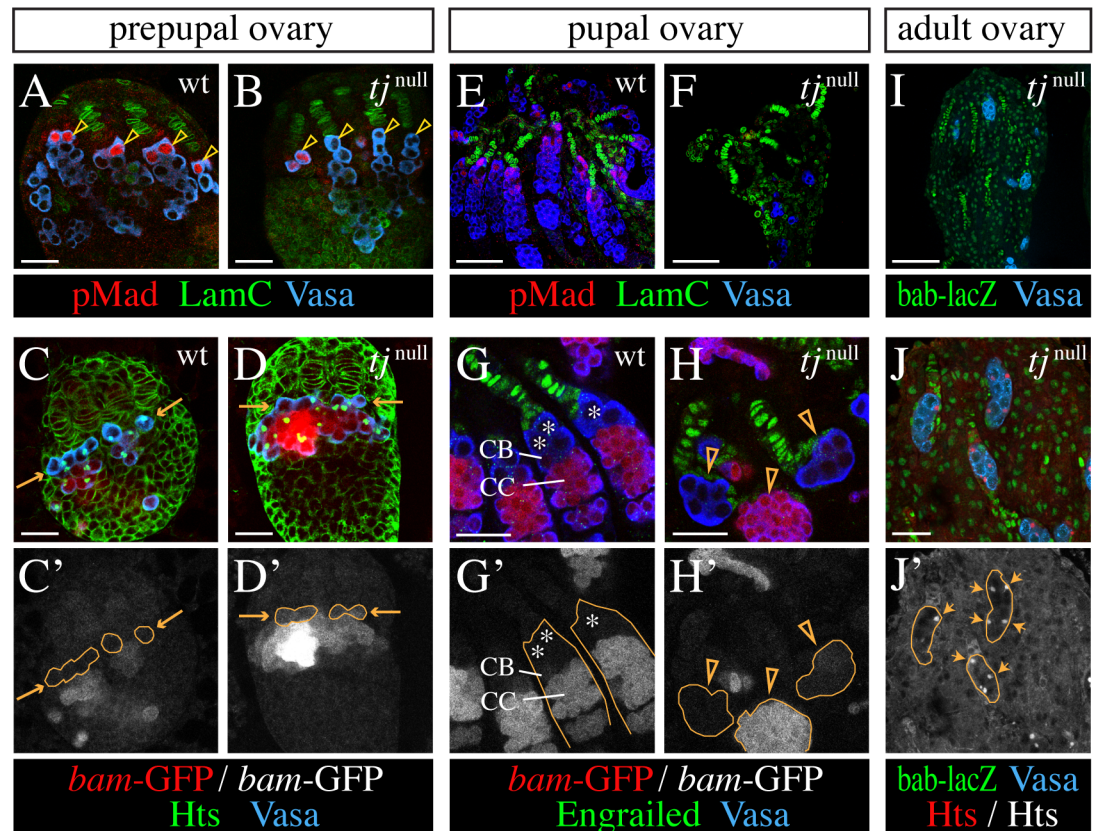 prepupal ovary
pupal ovary
adult ovary
A wt
B tj null
E wt
F tj null
I tj null
pMad LamC Vasa
pMad LamC Vasa
bab-lacZ Vasa
C wt
D tj null
G wt
* * *
CB
CC
H tj null
J tj null
C’
D’
G’
* * *
CB
CC
H’
J’
bam-GFP / bam-GFP
Hts Vasa
bam-GFP / bam-GFP
Engrailed Vasa
bab-lacZ Vasa
Hts / Hts